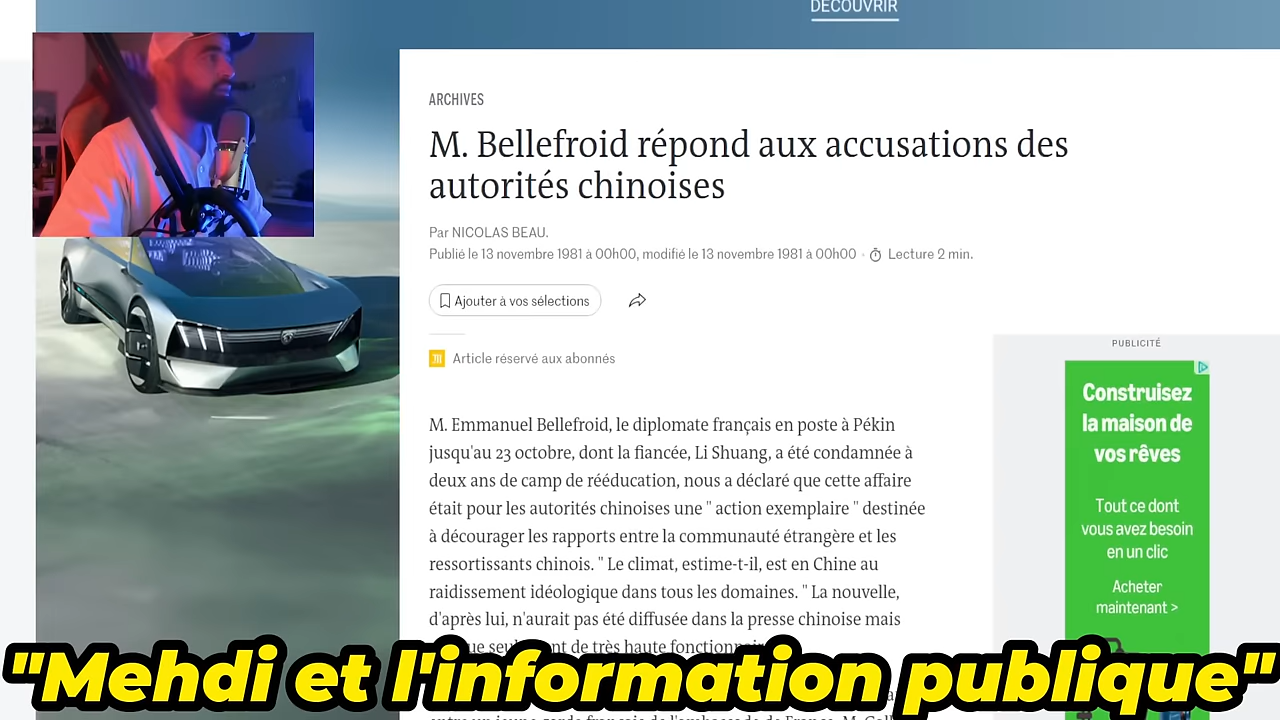 DÉCOUVRIR
ARCHIVES
M. Bellefroid répond aux accusations des
autorités chinoises
Par NICOLAS BEAU.
Publié le 13 novembre 1981 à 00h00, modifié le 13 novembre 1981 à 00h00 · Lecture 2 min.
Ajouter à vos sélections
Article réservé aux abonnés
M. Emmanuel Bellefroid, le diplomate français en poste à Pékin
jusqu'au 23 octobre, dont la fiancée, Li Shuang, a été condamnée à
deux ans de camp de rééducation, nous a déclaré que cette affaire
était pour les autorités chinoises une " action exemplaire " destinée
à décourager les rapports entre la communauté étrangère et les
ressortissants chinois. " Le climat, estime-t-il, est en Chine au
reidissement idéologique dans tous les domaines. " La nouvelle,
d'après lui, n'aurait pas été diffusée dans la presse chinoise mais
de très haute
PUBLICITÉ
Construisez
la maison de
vos rêves
Tout ce dont
vous avez besoin
en un clic
Acheter
maintenant >
"Mehdi et l'information publique"